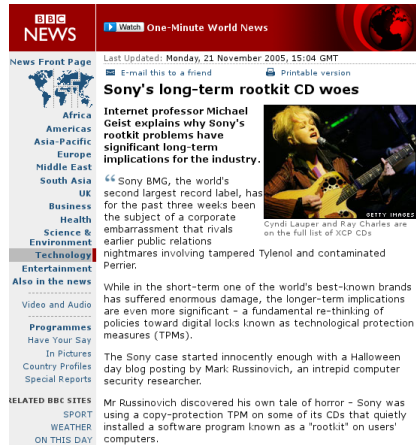 BBC
NEWS
Watch One-Minute World News
News Front Page
Africa
Americas
Asia-Pacific
Europe
Middle East
South Asia
UK
Business
Health
Science &
Environment
Technology
Entertainment
Also in the news
Video and Audio
Programmes
Have Your Say
In Pictures
Country Profiles
Special Reports
RELATED BBC SITES
SPORT
WEATHER
ON THIS DAY
Last Updated: Monday, 21 November 2005, 15:04 GMT
E-mail this to a friend
Printable version
Sony's long-term rootkit CD woes
Internet professor Michael
Geist explains why Sony's
rootkit problems have
significant long-term
implications for the industry.
GETTY IMAGES
Cyndi Lauper and Ray Charles are
on the full list of XCP CDs
“ Sony BMG, the world's
second largest record label, has
for the past three weeks been
the subject of a corporate
embarrassment that rivals
earlier public relations
nightmares involving tampered Tylenol and contaminated
Perrier.
While in the short-term one of the world's best-known brands
has suffered enormous damage, the longer-term implications
are even more significant - a fundamental re-thinking of
policies toward digital locks known as technological protection
measures (TPMs).
The Sony case started innocently enough with a Halloween
day blog posting by Mark Russinovich, an intrepid computer
security researcher.
Mr Russinovich discovered his own tale of horror - Sony was
using a copy-protection TPM on some of its CDs that quietly
installed a software program known as a "rootkit" on users'
computers.